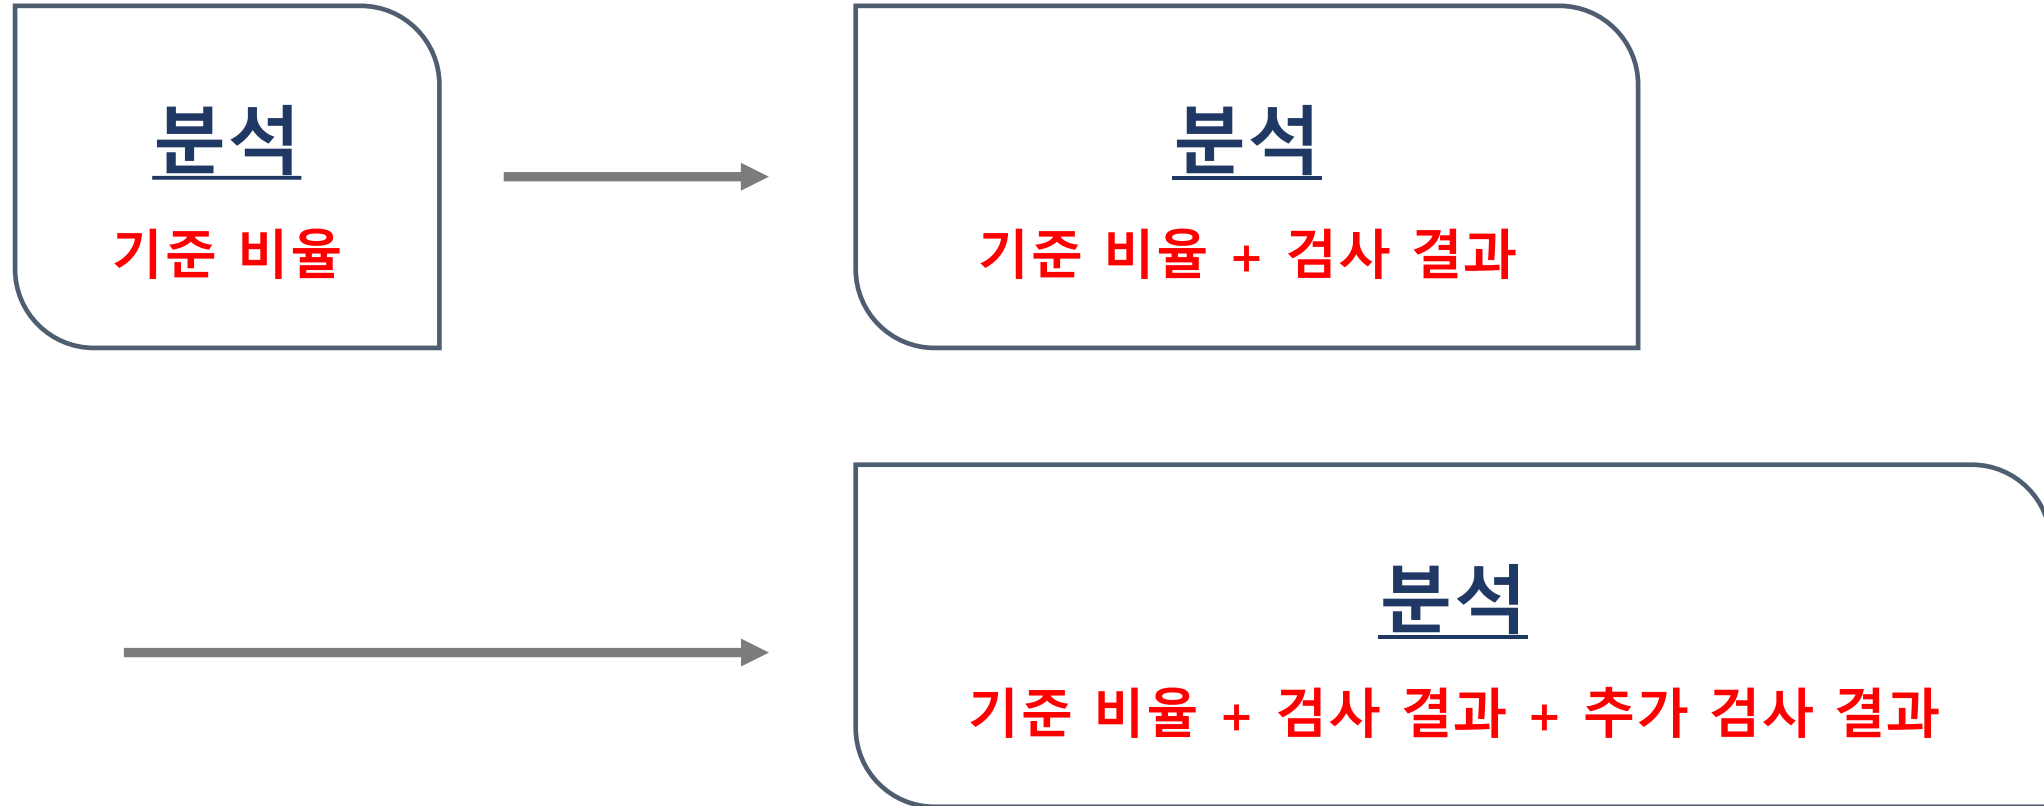 분석
기준 비율
분석
기준 비율 + 검사 결과
분석
기준 비율 + 검사 결과 + 추가 검사 결과